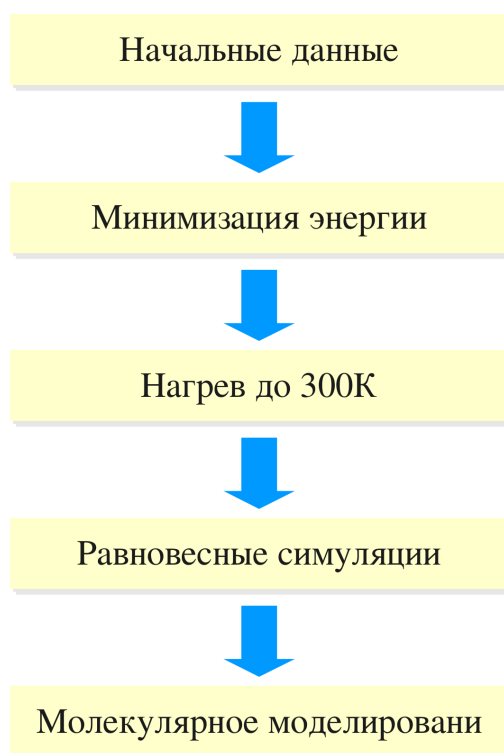 Начальные данные
Минимизация энергии
Нагрев до 300К
Равновесные симуляции
Молекулярное моделировани